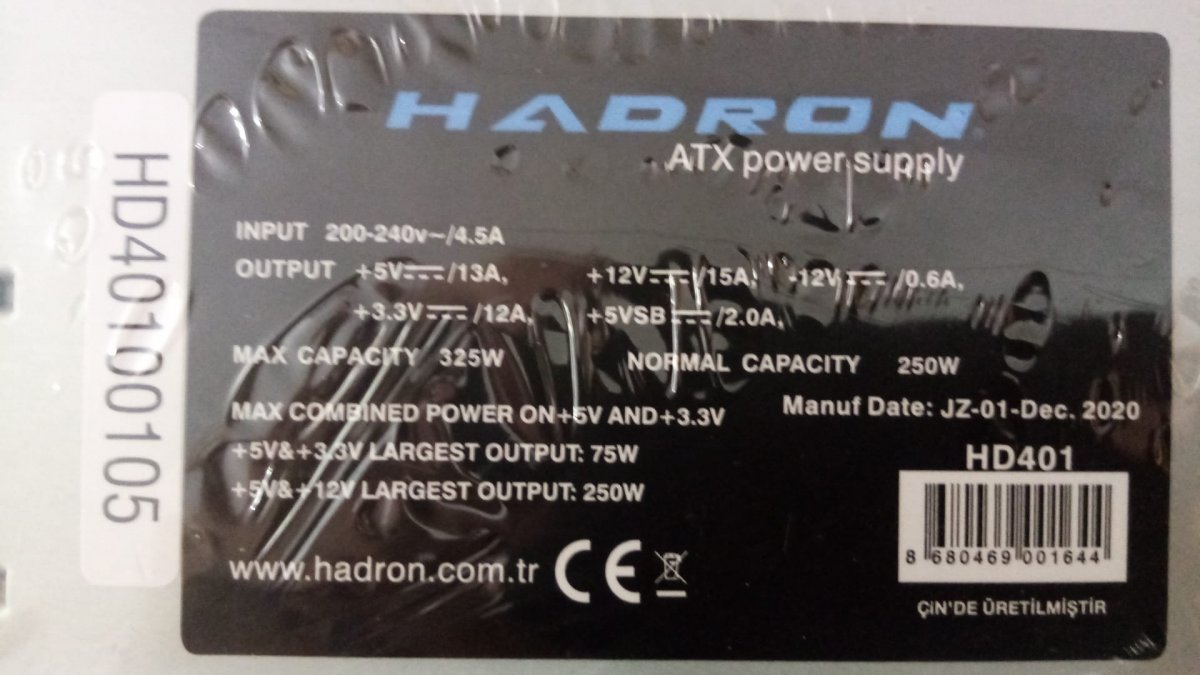 HADRON
ATX power supply
INPUT 200-240v~/4.5A
OUTPUT +5V⎓/13A, +12V⎓/15A, -12V⎓/0.6A,
+3.3V⎓/12A, +5VSB⎓/2.0A,
MAX CAPACITY 325W NORMAL CAPACITY 250W
MAX COMBINED POWER ON+5V AND+3.3V
Manuf Date: JZ-01-Dec. 2020
+5V&+3.3V LARGEST OUTPUT: 75W
+5V&+12V LARGEST OUTPUT: 250W
HD401
8 680469 001644
www.hadron.com.tr CE
ÇİN'DE ÜRETİLMİŞTİR
HD40100105